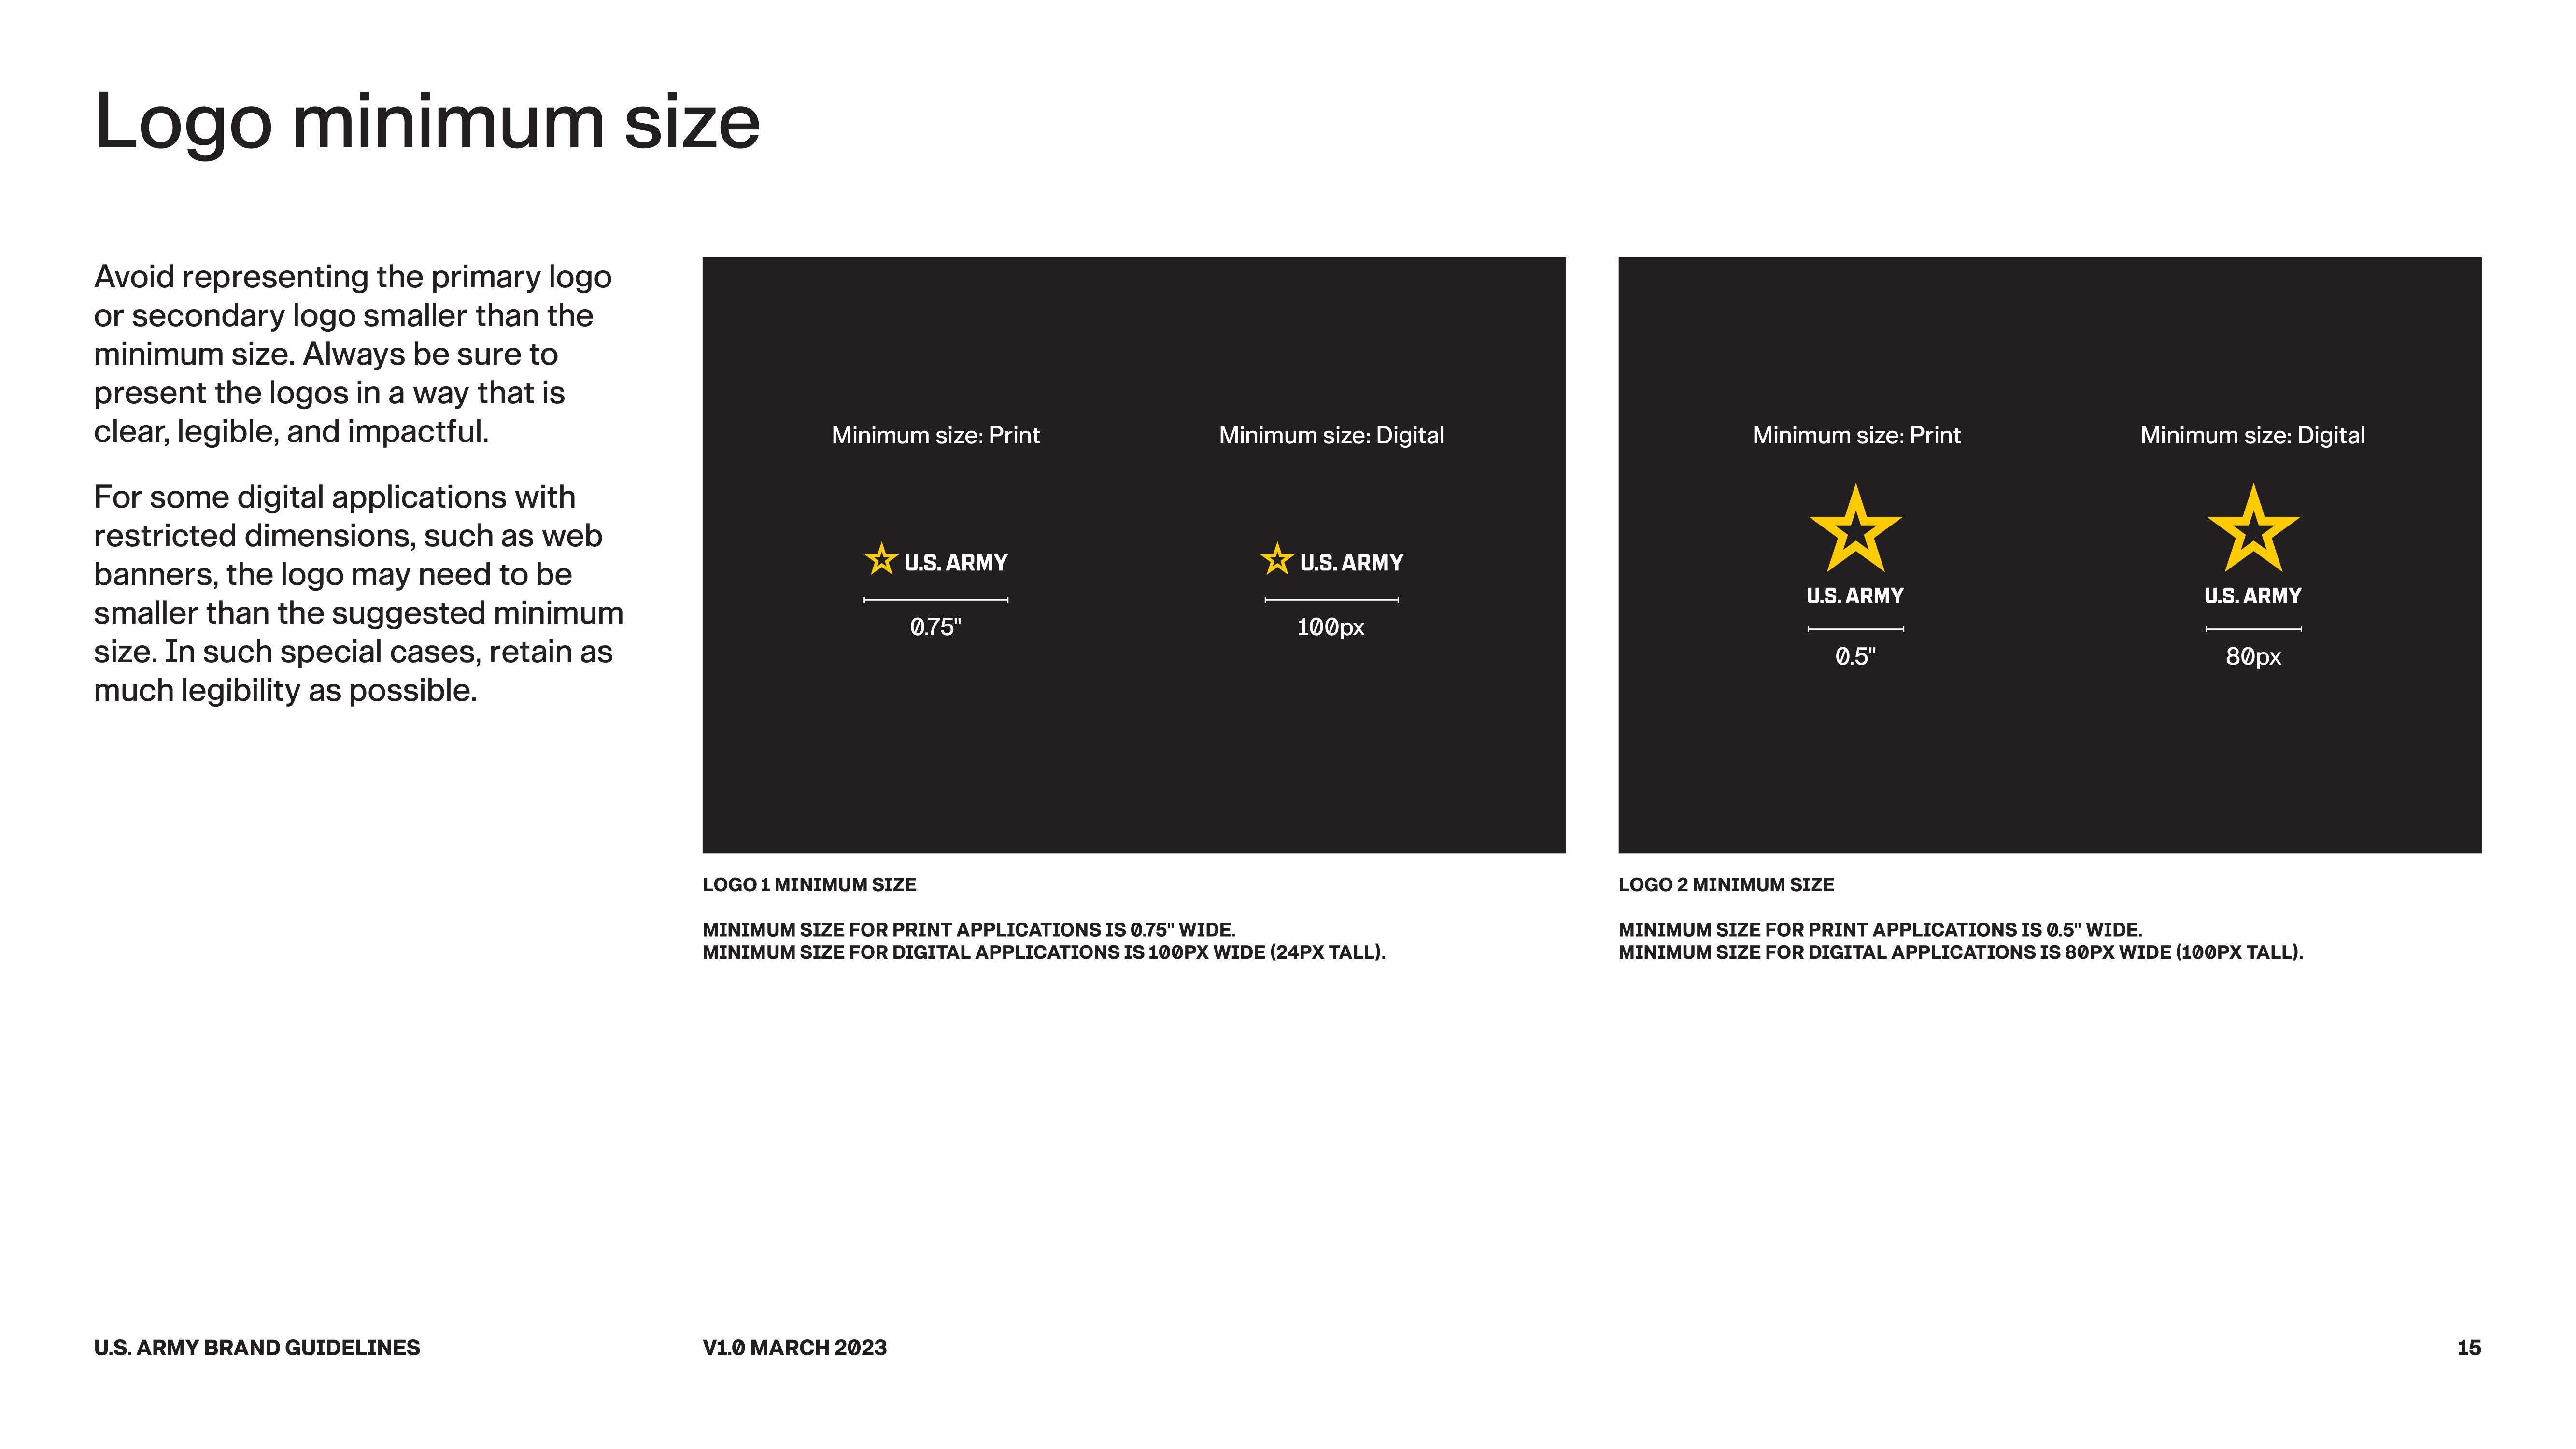 Logo minimum size
Avoid representing the primary logo
or secondary logo smaller than the
minimum size. Always be sure to
present the logos in a way that is
clear, legible, and impactful.
For some digital applications with
restricted dimensions, such as web
banners, the logo may need to be
smaller than the suggested minimum
size. In such special cases, retain as
much legibility as possible.
Minimum size: Print
U.S. ARMY
0.75"
Minimum size: Digital
U.S. ARMY
100px
LOGO 1 MINIMUM SIZE
MINIMUM SIZE FOR PRINT APPLICATIONS IS 0.75" WIDE.
MINIMUM SIZE FOR DIGITAL APPLICATIONS IS 100PX WIDE (24PX TALL).
Minimum size: Print
U.S. ARMY
0.5"
Minimum size: Digital
U.S. ARMY
80px
LOGO 2 MINIMUM SIZE
MINIMUM SIZE FOR PRINT APPLICATIONS IS 0.5" WIDE.
MINIMUM SIZE FOR DIGITAL APPLICATIONS IS 80PX WIDE (100PX TALL).
U.S. ARMY BRAND GUIDELINES
V1.0 MARCH 2023
15